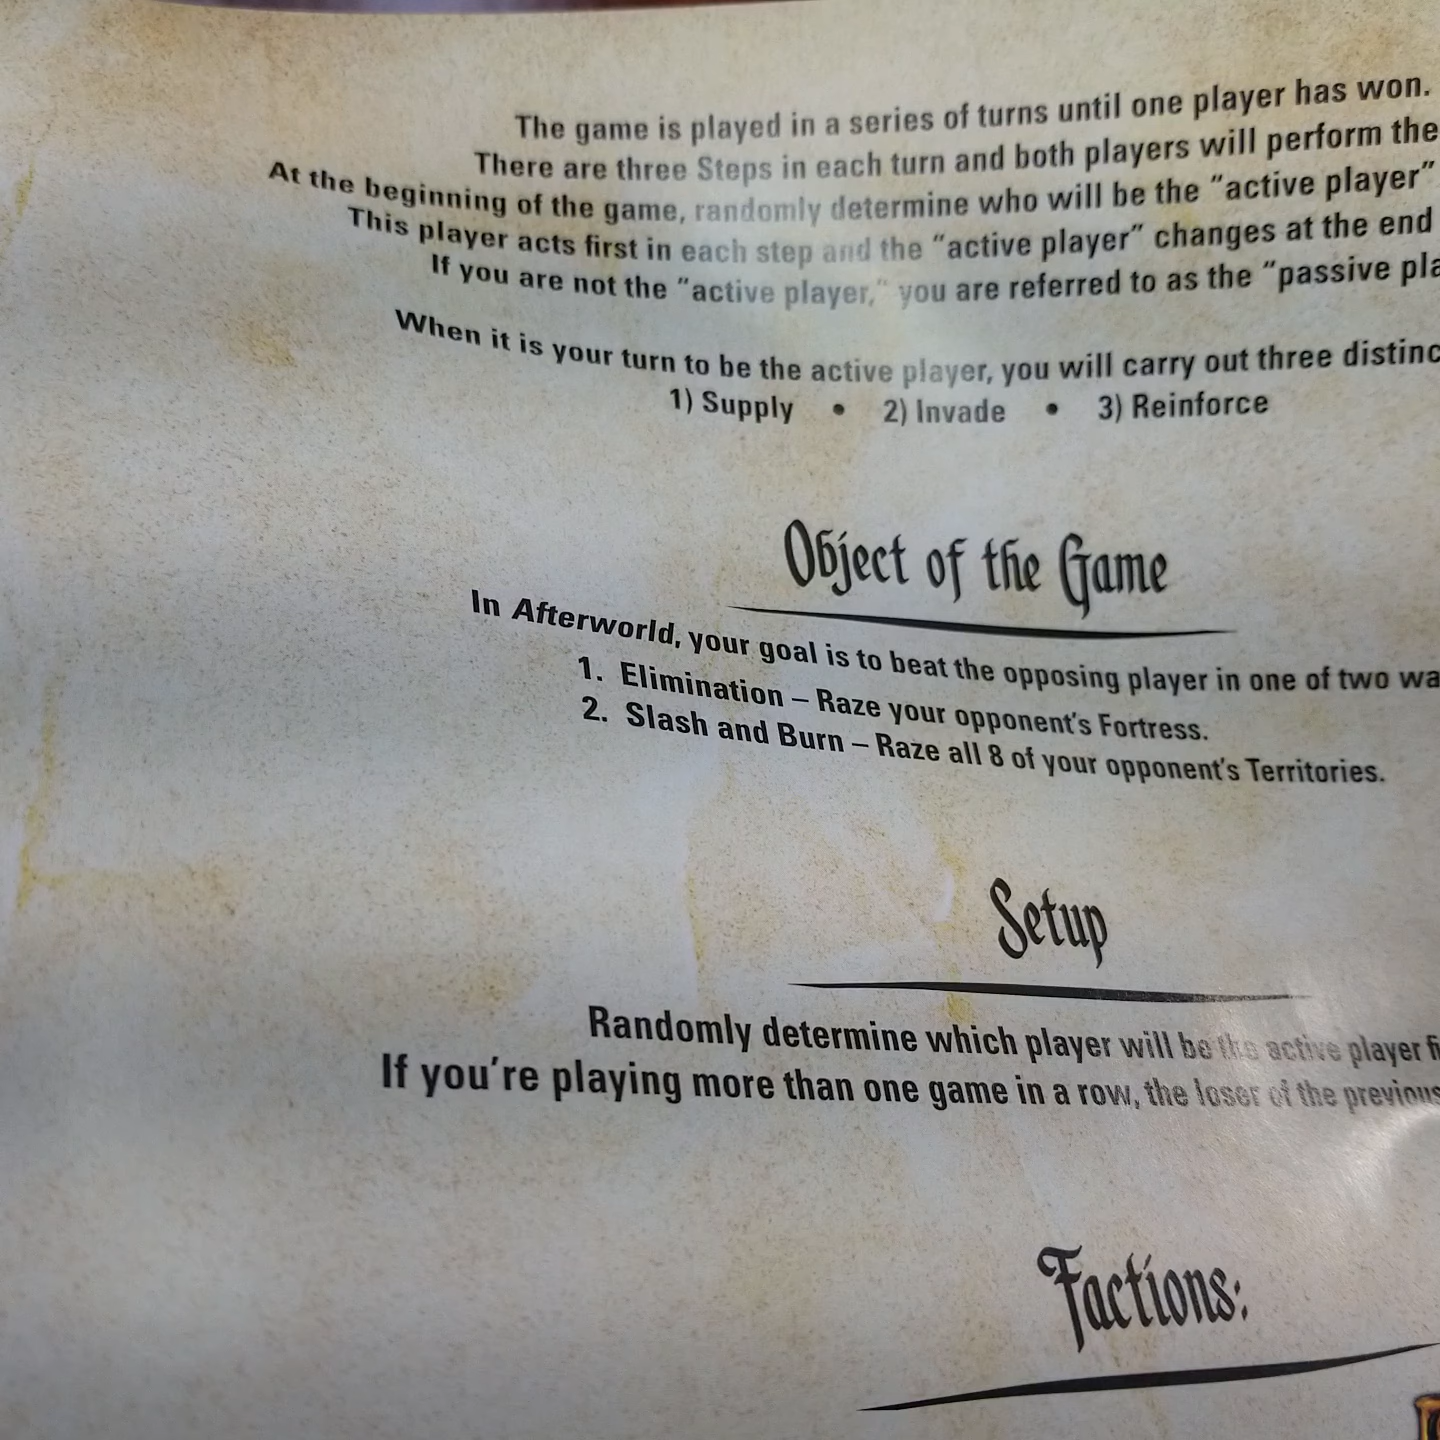 The game is played in a series of turns until one player has won.
There are three Steps in each turn and both players will perform the
At the beginning of the game, randomly determine who will be the “active player”
This player acts first in each step and the “active player” changes at the end
If you are not the “active player,” you are referred to as the “passive pla
When it is your turn to be the active player, you will carry out three distinc
1) Supply • 2) Invade • 3) Reinforce
Object of the Game
In Afterworld, your goal is to beat the opposing player in one of two wa
1. Elimination – Raze your opponent's Fortress.
2. Slash and Burn – Raze all 8 of your opponent's Territories.
Setup
Randomly determine which player will be the active player fi
If you're playing more than one game in a row, the loser of the previous
Factions: